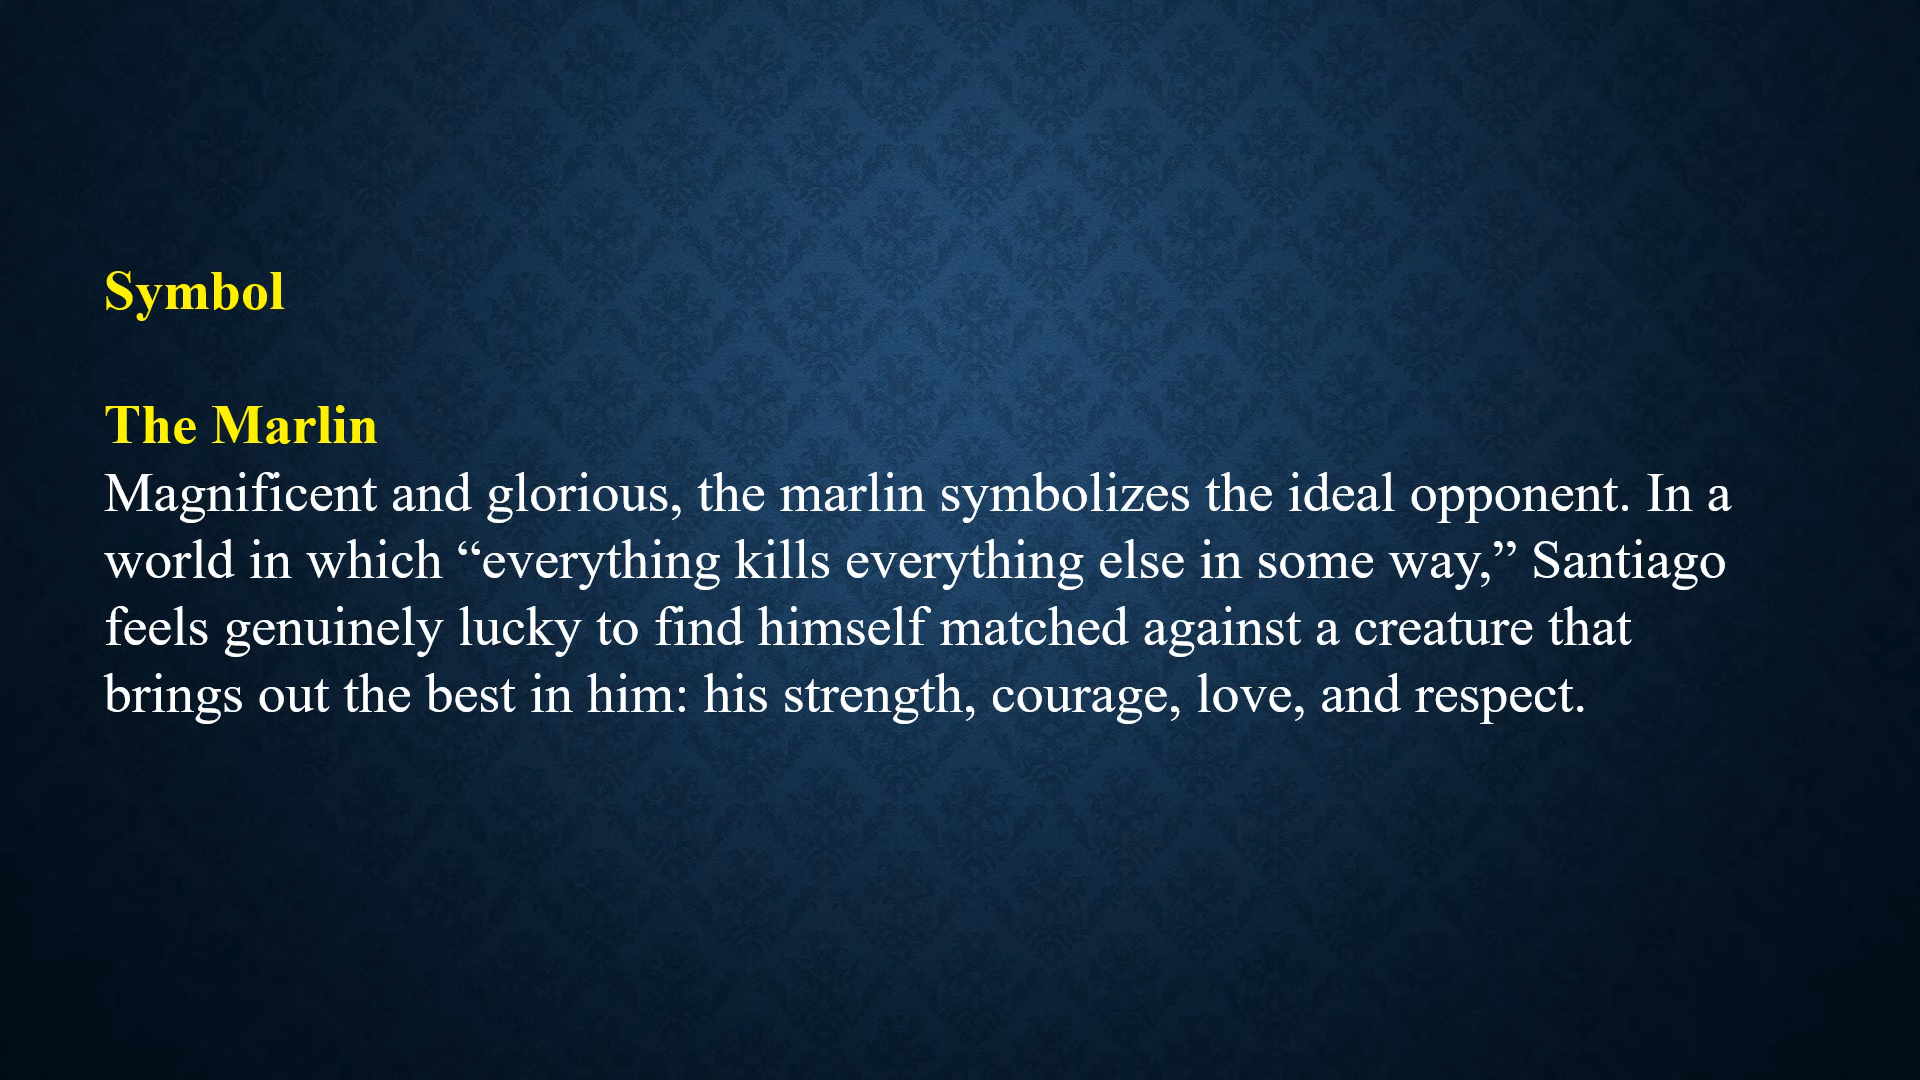 Symbol
The Marlin
Magnificent and glorious, the marlin symbolizes the ideal opponent. In a
world in which “everything kills everything else in some way,” Santiago
feels genuinely lucky to find himself matched against a creature that
brings out the best in him: his strength, courage, love, and respect.